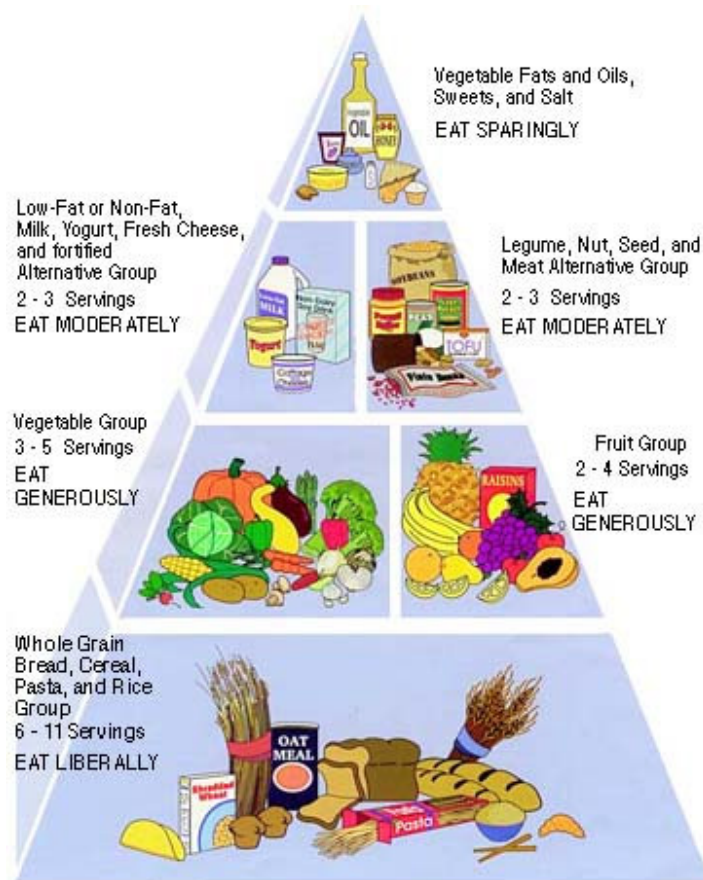 Vegetable Fats and Oils,
Sweets, and Salt
EAT SPARINGLY
OIL
HONEY
Low-Fat or Non-Fat,
Milk, Yogurt, Fresh Cheese,
and fortified
Alternative Group
2 - 3 Servings
EAT MODERATELY
MILK
Yogurt
Cottage
Cheese
Legume, Nut, Seed, and
Meat Alternative Group
2 - 3 Servings
EAT MODERATELY
SOYBEANS
Peanut
Butter
TOFU
Pinto Beans
Vegetable Group
3 - 5 Servings
EAT
GENEROUSLY
Fruit Group
2 - 4 Servings
EAT
GENEROUSLY
RAISINS
Whole Grain
Bread, Cereal,
Pasta, and Rice
Group
6 - 11 Servings
EAT LIBERALLY
OAT
MEAL
Shredded
Wheat
Pasta